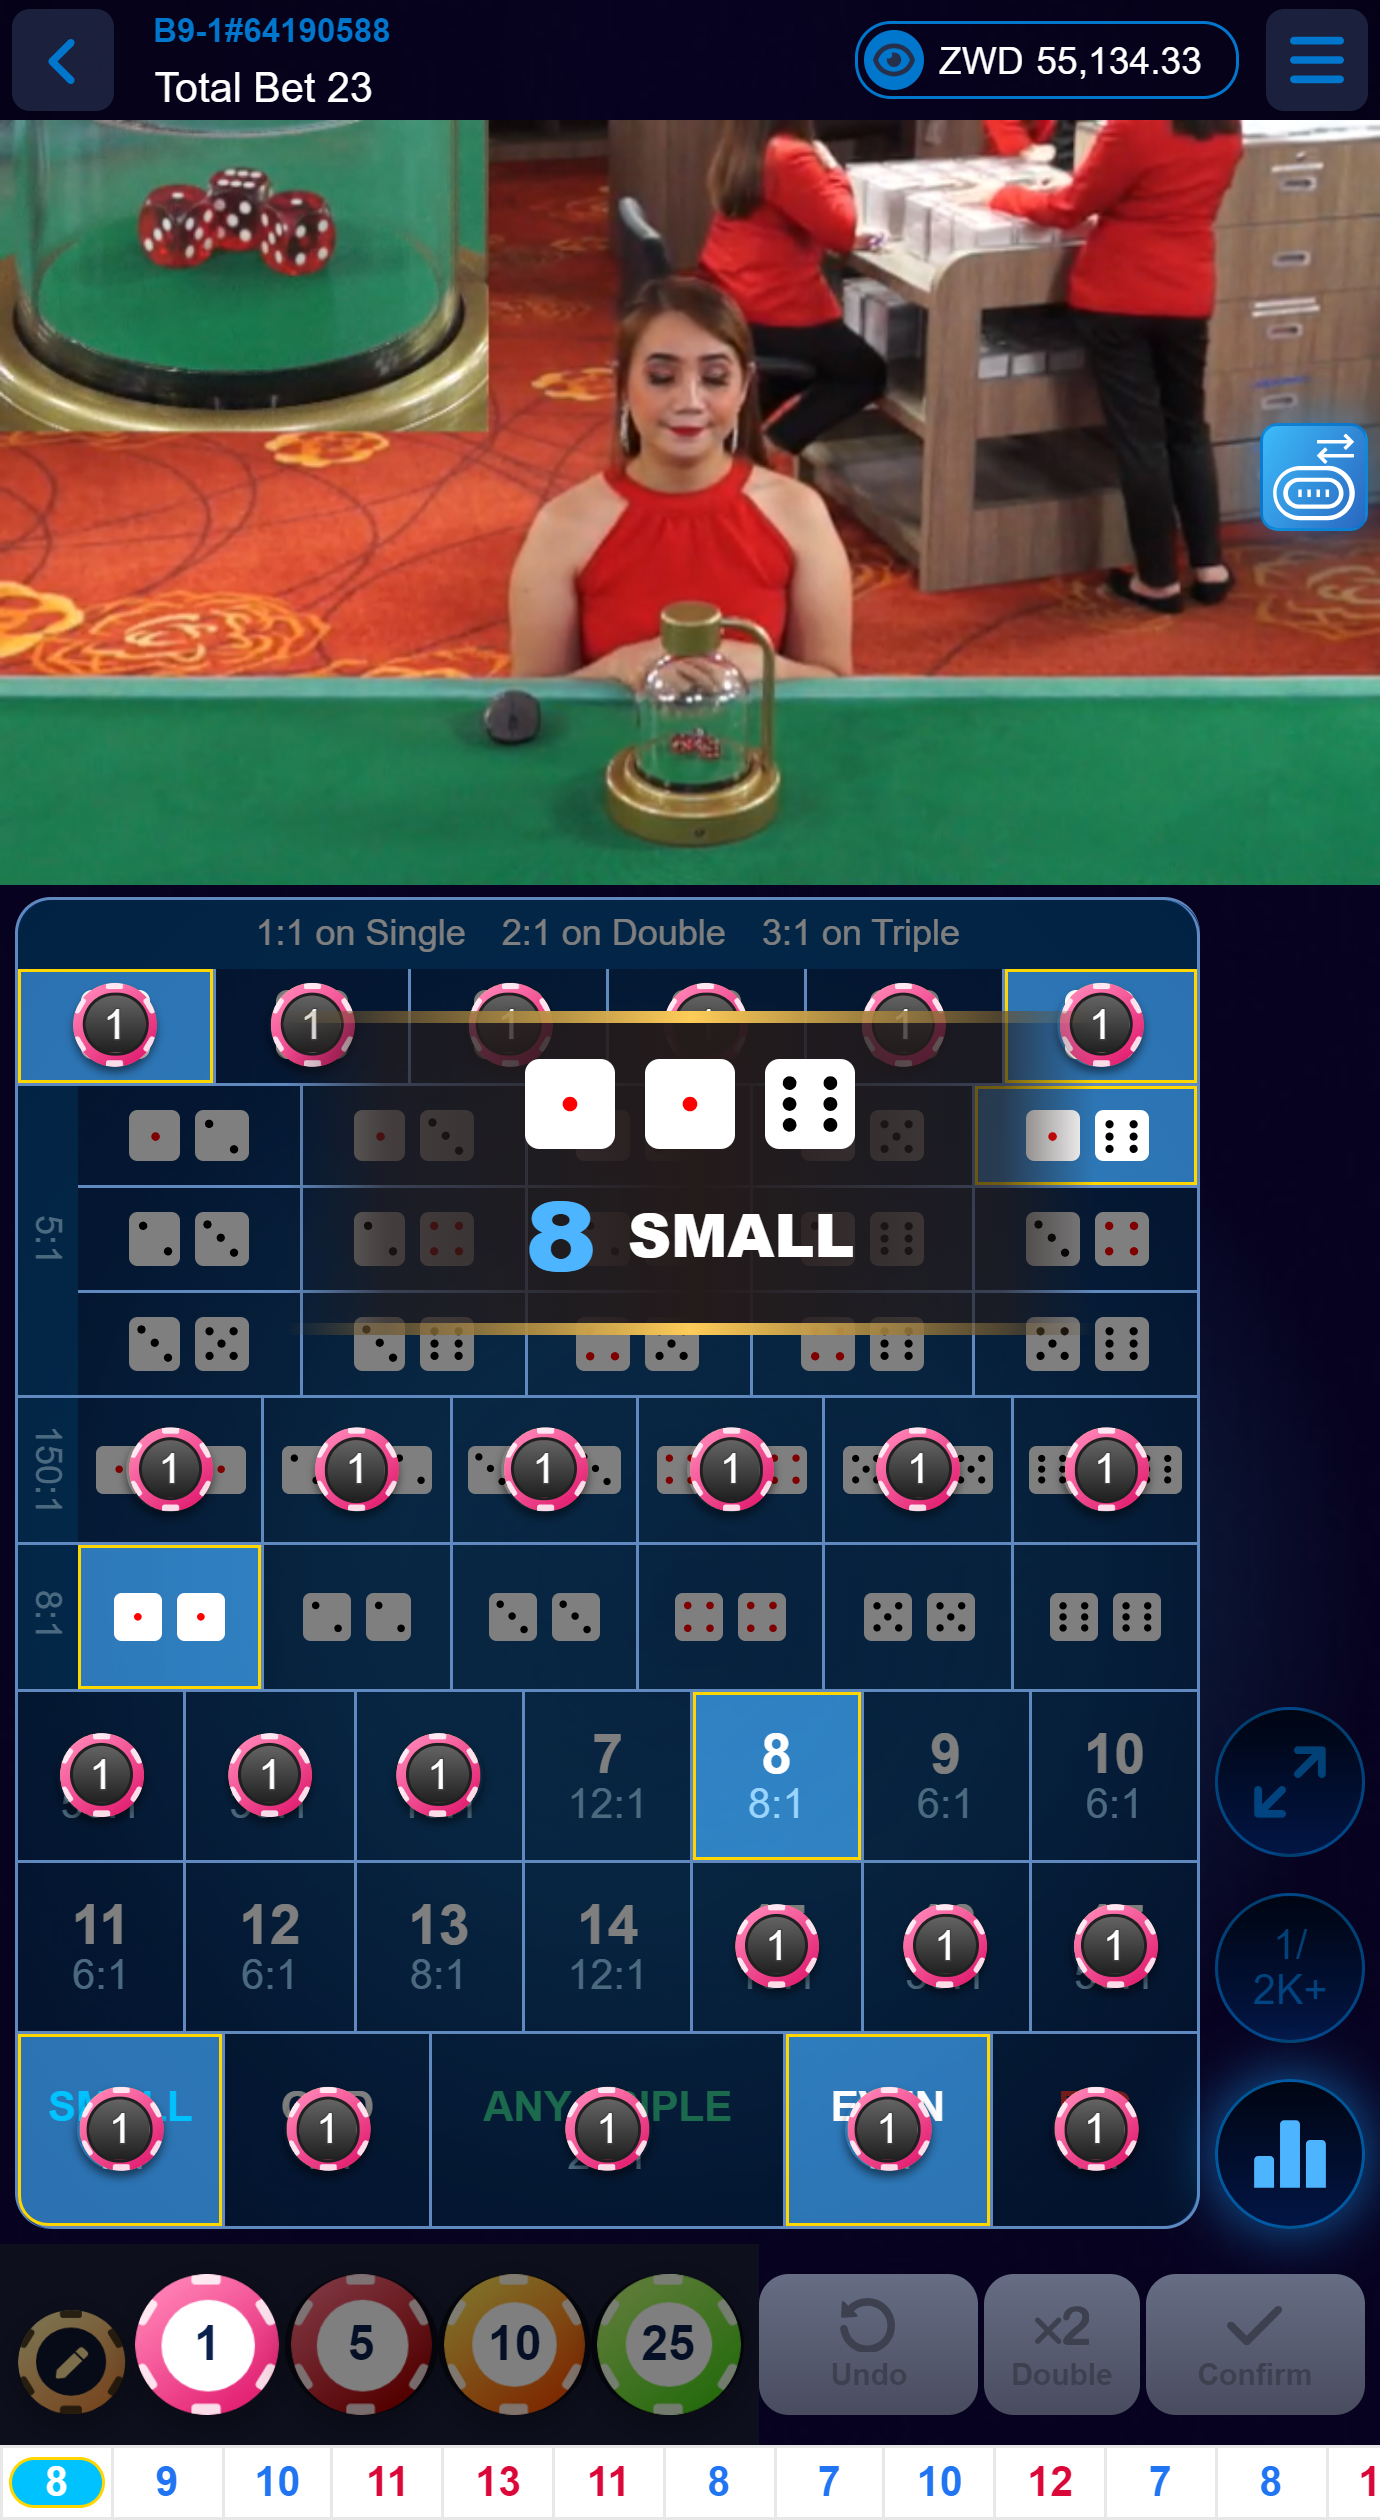 B9-1#64190588
Total Bet 23
ZWD 55,134.33
1:1 on Single 2:1 on Double 3:1 on Triple
1 1 1 1 1 1
8 SMALL
5:1
150:1
1 1 1 1 1 1
8:1
1 1 1 7 8 9 10
12:1 8:1 6:1 6:1
11 12 13 14 1 1 1
6:1 6:1 8:1 12:1
1/
2K+
1 1 1 1 1
1 5 10 25
Undo
x2
Double
Confirm
8 9 10 11 13 11 8 7 10 12 7 8